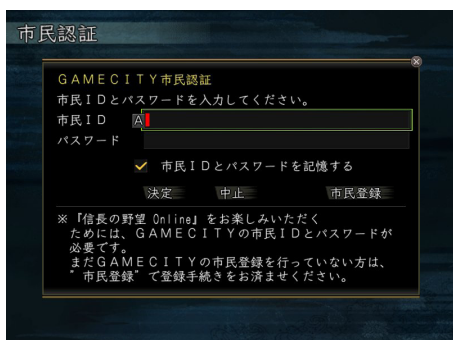 市民認証
ＧＡＭＥＣＩＴＹ市民認証
市民ＩＤとパスワードを入力してください。
市民ＩＤ A
パスワード
市民ＩＤとパスワードを記憶する
決定 中止 市民登録
※『信長の野望 Online』をお楽しみいただく
ためには、ＧＡＭＥＣＩＴＹの市民ＩＤとパスワードが
必要です。
まだＧＡＭＥＣＩＴＹの市民登録を行っていない方は、
"市民登録"で登録手続きをお済ませください。